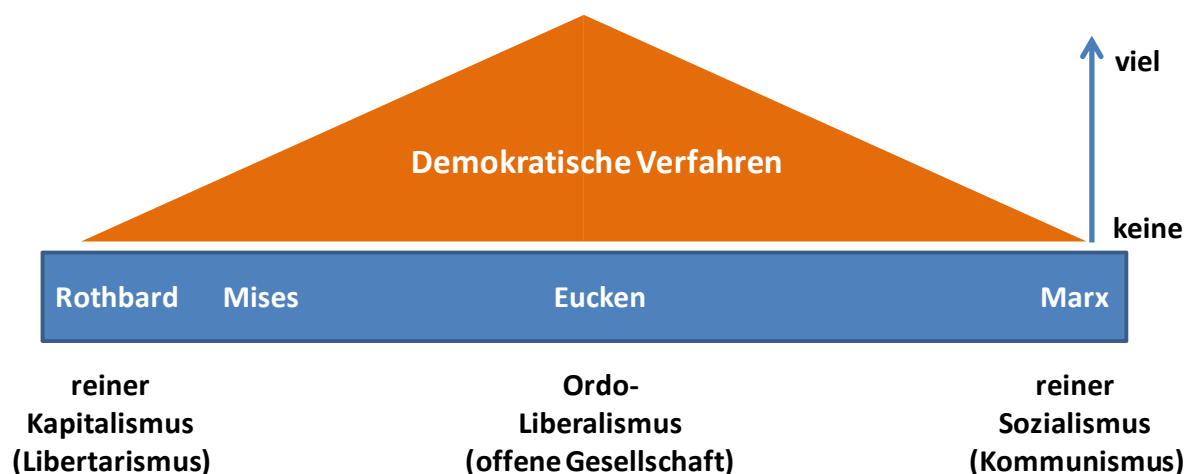 viel
Demokratische Verfahren
keine
Rothbard Mises Eucken Marx
reiner Kapitalismus (Libertarismus)
Ordo-
Liberalismus
(offene Gesellschaft)
reiner
Sozialismus
(Kommunismus)